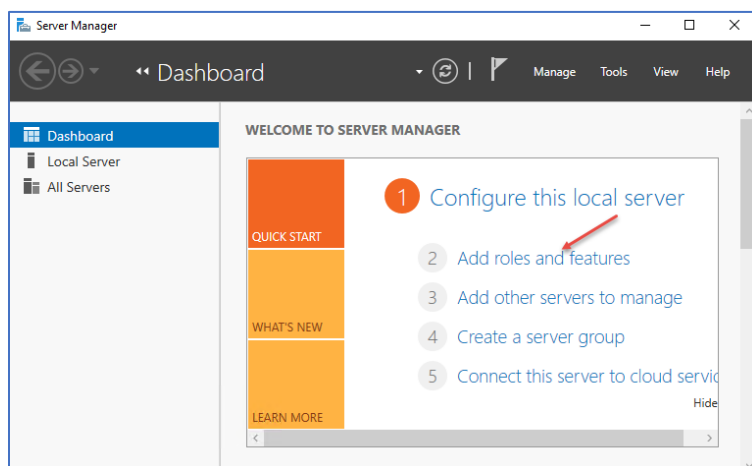 Server Manager
Dashboard
Manage Tools View Help
Dashboard
Local Server
All Servers
WELCOME TO SERVER MANAGER
QUICK START
WHAT'S NEW
LEARN MORE
1 Configure this local server
2 Add roles and features
3 Add other servers to manage
4 Create a server group
5 Connect this server to cloud servic
Hide